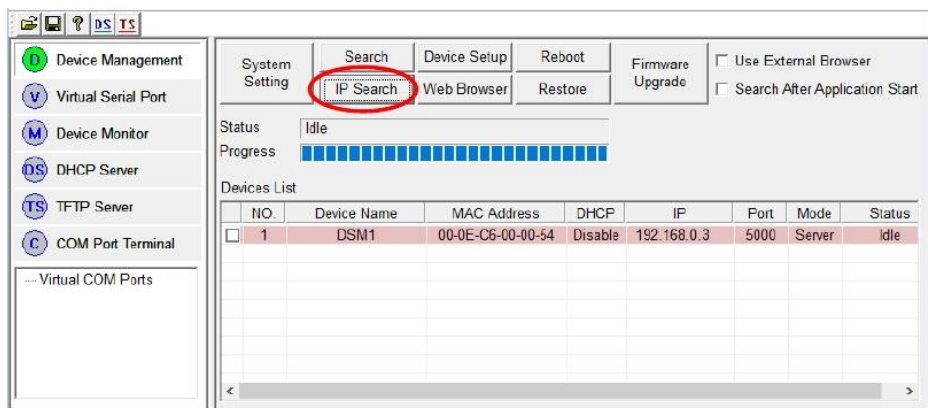 DS TS
D Device Management
V Virtual Serial Port
M Device Monitor
DS DHCP Server
TS TFTP Server
C COM Port Terminal
Virtual COM Ports
System Setting
Search Device Setup Reboot
IP Search Web Browser Restore
Firmware Upgrade
Use External Browser
Search After Application Start
Status Idle
Progress
Devices List
NO. Device Name MAC Address DHCP IP Port Mode Status
1 DSM1 00-0E-C6-00-00-54 Disable 192.168.0.3 5000 Server Idle